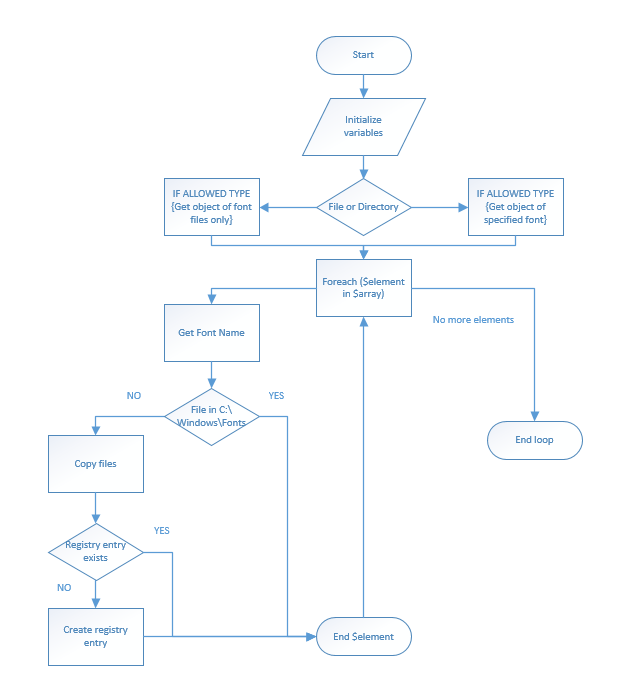 Start
Initialize
variables
IF ALLOWED TYPE
{Get object of font
files only}
File or Directory
IF ALLOWED TYPE
{Get object of
specified font}
Foreach ($element
in $array)
No more elements
Get Font Name
NO
YES
File in C:\
Windows\Fonts
End loop
Copy files
Registry entry
exists
YES
NO
Create registry
entry
End $element